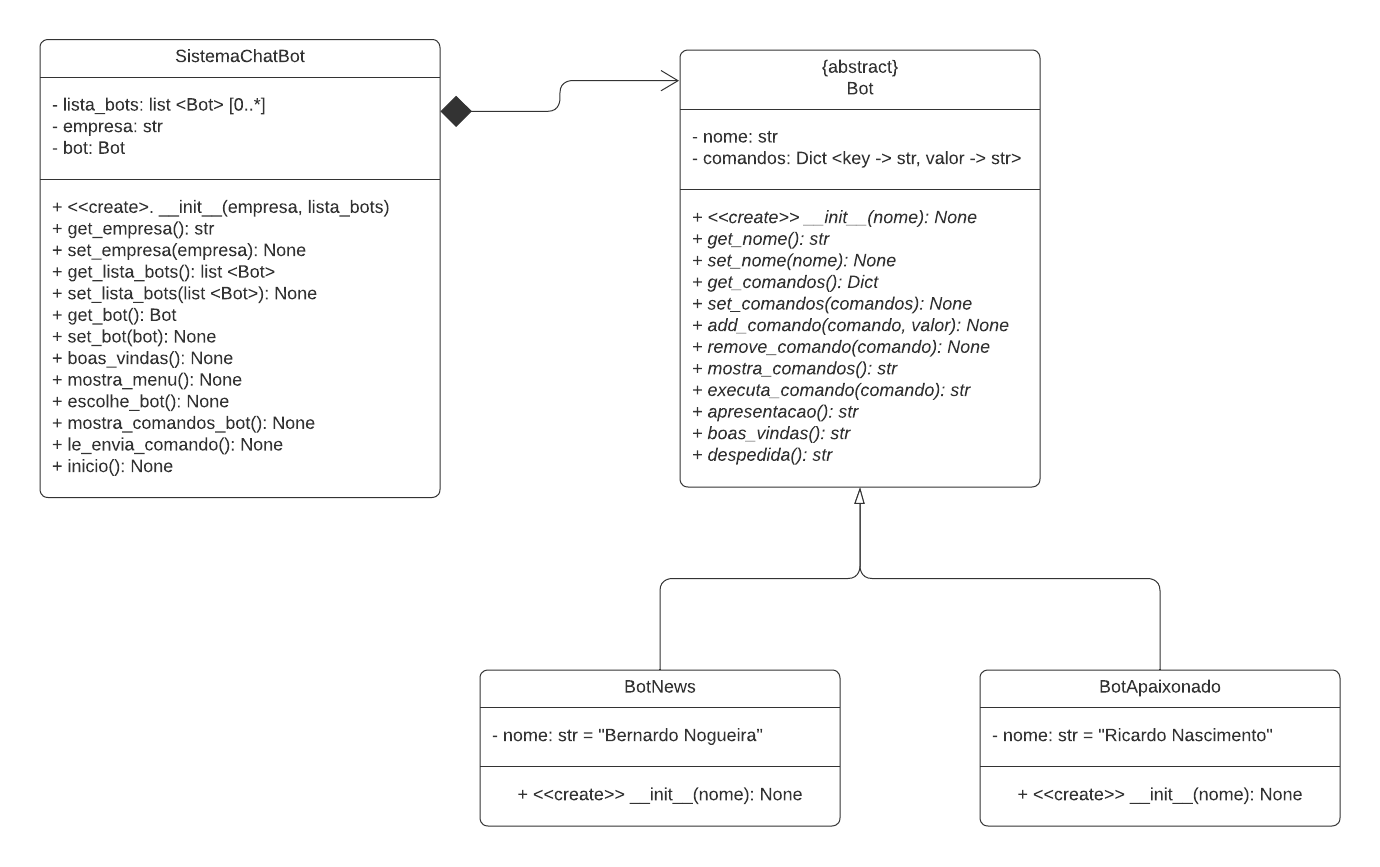 SistemaChatBot
- lista_bots: list <Bot> [0..*]
- empresa: str
- bot: Bot
+ <<create>. __init__(empresa, lista_bots)
+ get_empresa(): str
+ set_empresa(empresa): None
+ get_lista_bots(): list <Bot>
+ set_lista_bots(list <Bot>): None
+ get_bot(): Bot
+ set_bot(bot): None
+ boas_vindas(): None
+ mostra_menu(): None
+ escolhe_bot(): None
+ mostra_comandos_bot(): None
+ le_envia_comando(): None
+ inicio(): None
{abstract}
Bot
- nome: str
- comandos: Dict <key -> str, valor -> str>
+ <<create>> __init__(nome): None
+ get_nome(): str
+ set_nome(nome): None
+ get_comandos(): Dict
+ set_comandos(comandos): None
+ add_comando(comando, valor): None
+ remove_comando(comando): None
+ mostra_comandos(): str
+ executa_comando(comando): str
+ apresentacao(): str
+ boas_vindas(): str
+ despedida(): str
BotNews
- nome: str = "Bernardo Nogueira"
+ <<create>> __init__(nome): None
BotApaixonado
- nome: str = "Ricardo Nascimento"
+ <<create>> __init__(nome): None